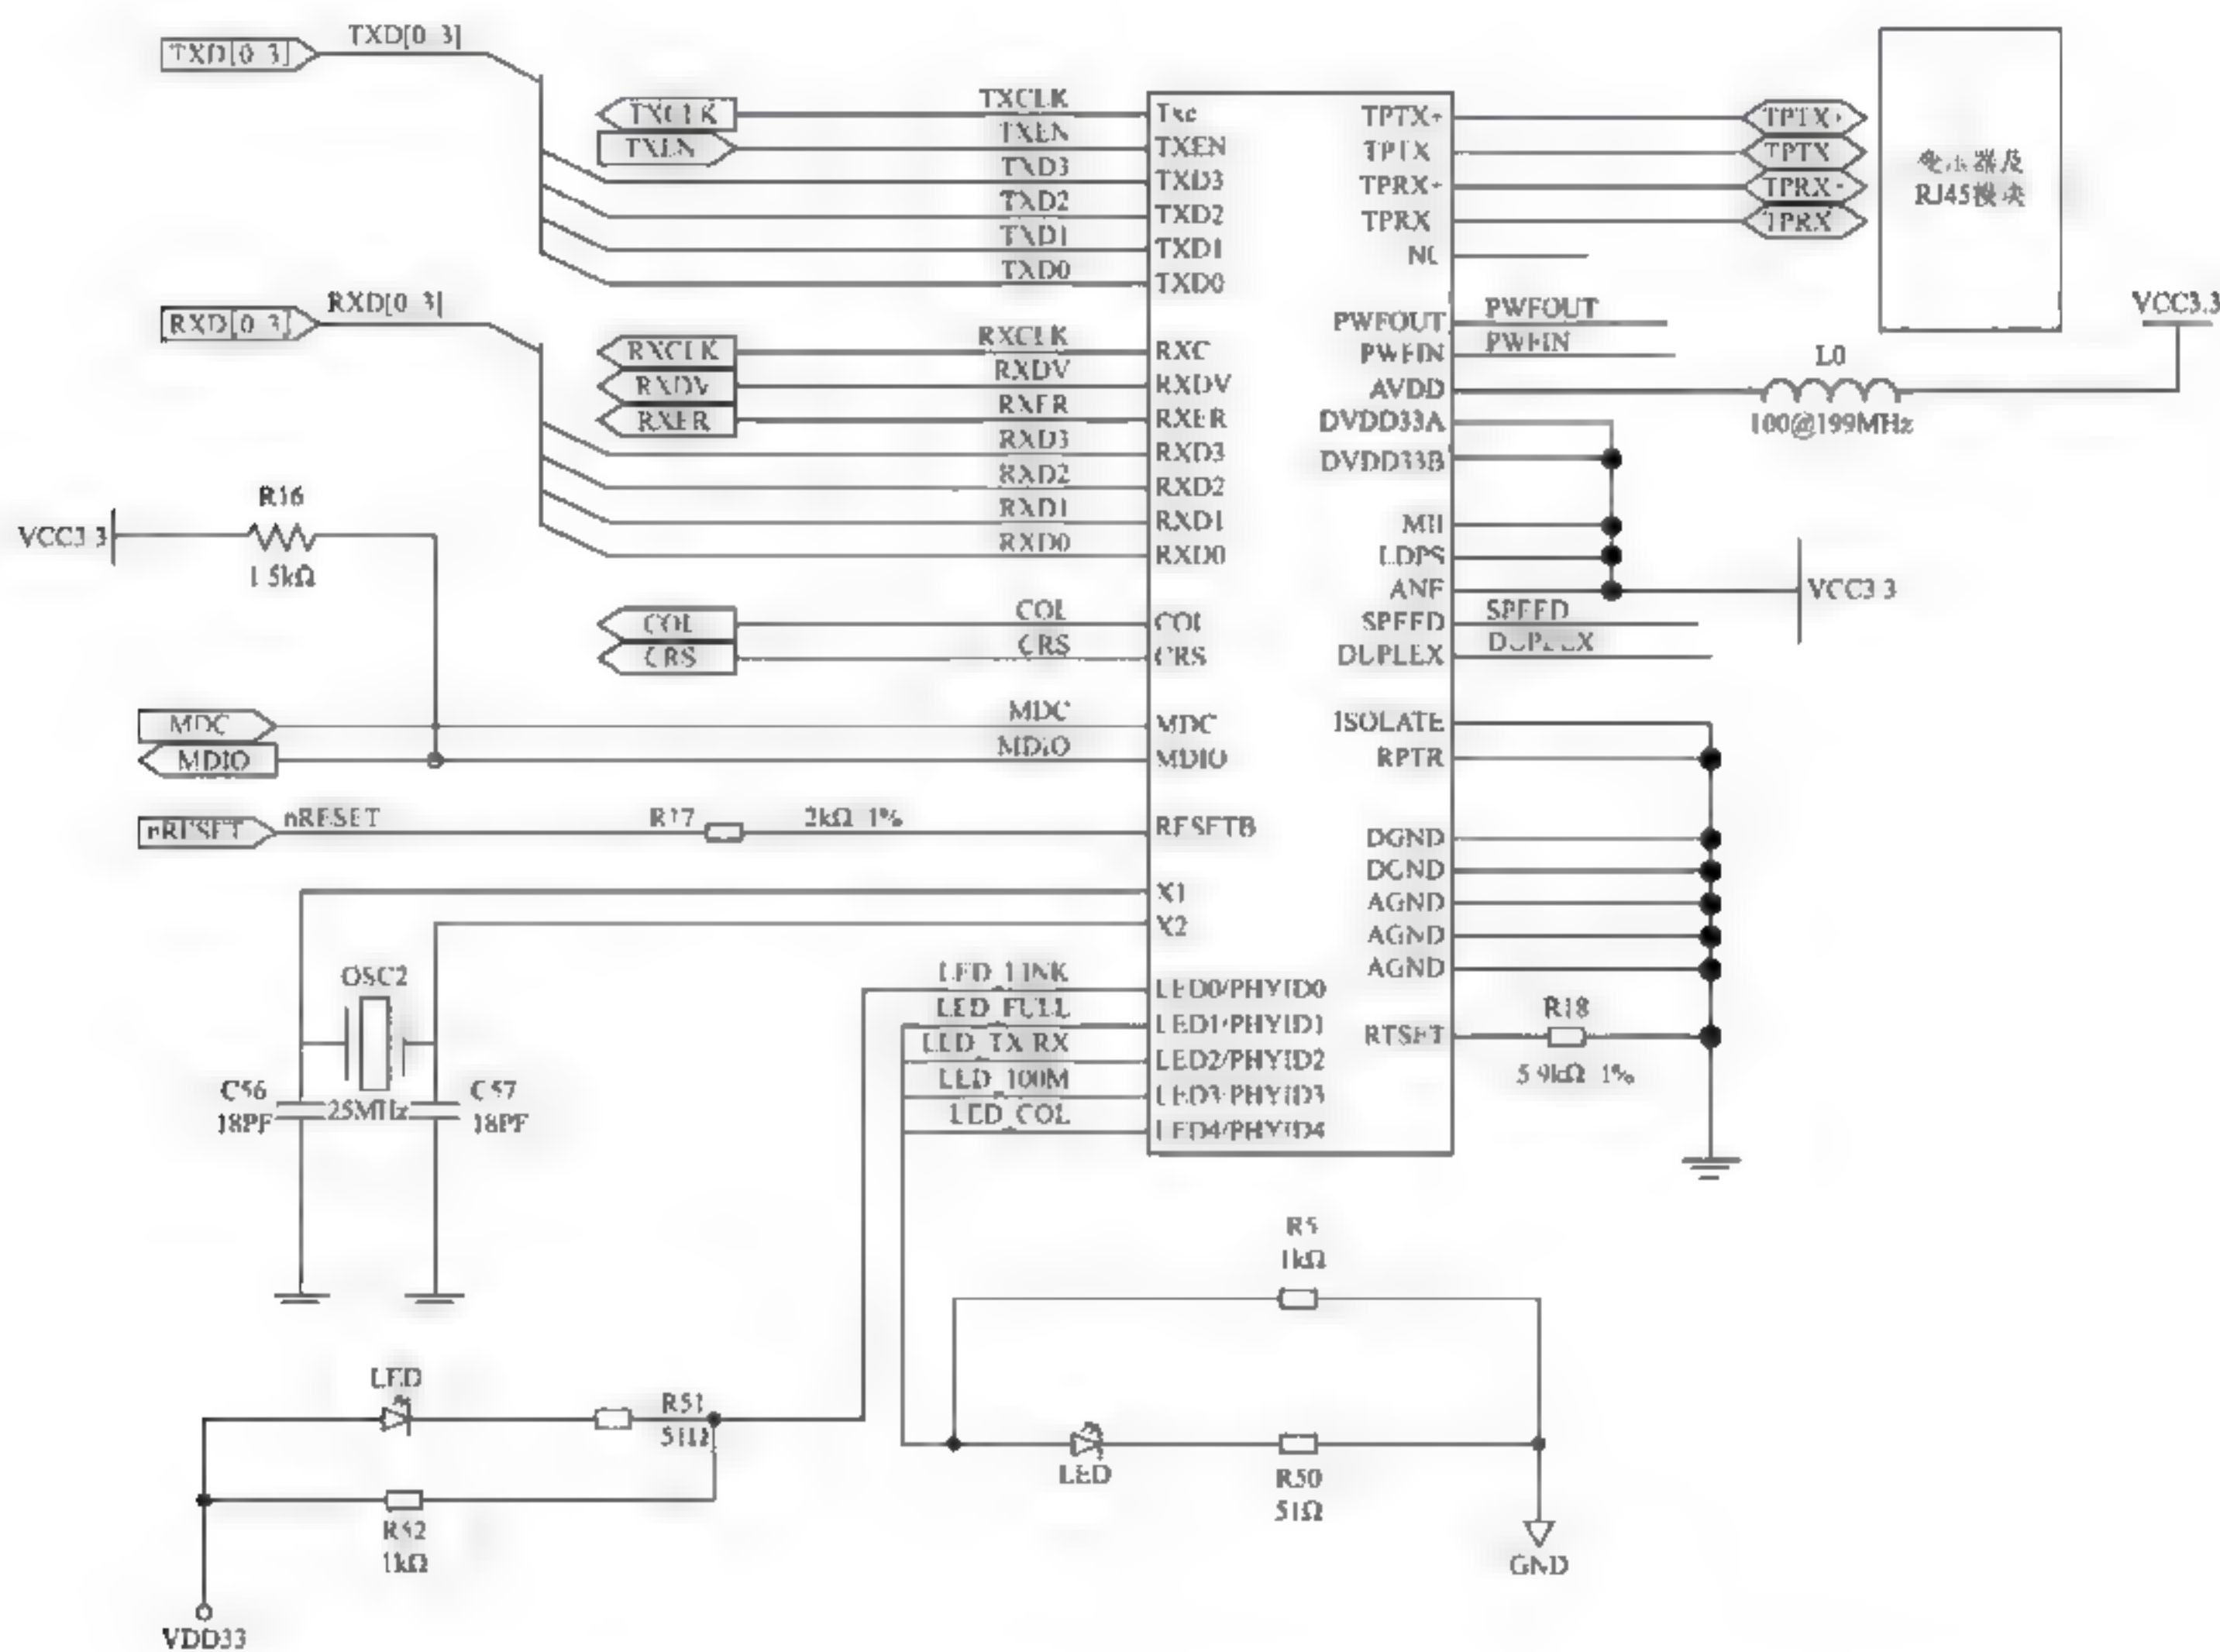 TXD[0 3]
TXD[0 3]
TXCLK
TXEN
TXCLK
TXEN
TXD3
TXD2
TXD1
TXD0
RXD[0 3]
RXD[0 3]
RXCLK
RXDV
RXER
RXCLK
RXDV
RXER
RXD3
RXD2
RXD1
RXD0
R16
VCC3 3
1 5kΩ
COL
CRS
COL
CRS
MDC
MDIO
MDC
MDIO
nRESET
nRESET
R17
2kΩ 1%
OSC2
C56
18PF
25MHz
C57
18PF
LED_LINK
LED_FULL
LED_TX RX
LED_100M
LED_COL
Txc
TXEN
TXD3
TXD2
TXD1
TXD0
RXC
RXDV
RXER
RXD3
RXD2
RXD1
RXD0
COL
CRS
MDC
MDIO
RESETB
X1
X2
LED0/PHYID0
LED1/PHYID1
LED2/PHYID2
LED3/PHYID3
LED4/PHYID4
TPTX+
TPTX
TPRX+
TPRX
NC
PWFOUT
PWFIN
AVDD
DVDD33A
DVDD33B
MII
LDPS
ANE
SPEED
DUPLEX
ISOLATE
RPTR
DGND
DGND
AGND
AGND
AGND
RTSET
TPTX+
TPTX
TPRX+
TPRX
变压器及
RJ45模块
PWFOUT
PWFIN
VCC3.3
L0
100@199MHz
VCC3 3
SPEED
DUPLEX
R18
5 9kΩ 1%
R5
1kΩ
LED
R50
51Ω
GND
LED
R51
51Ω
R52
1kΩ
VDD33